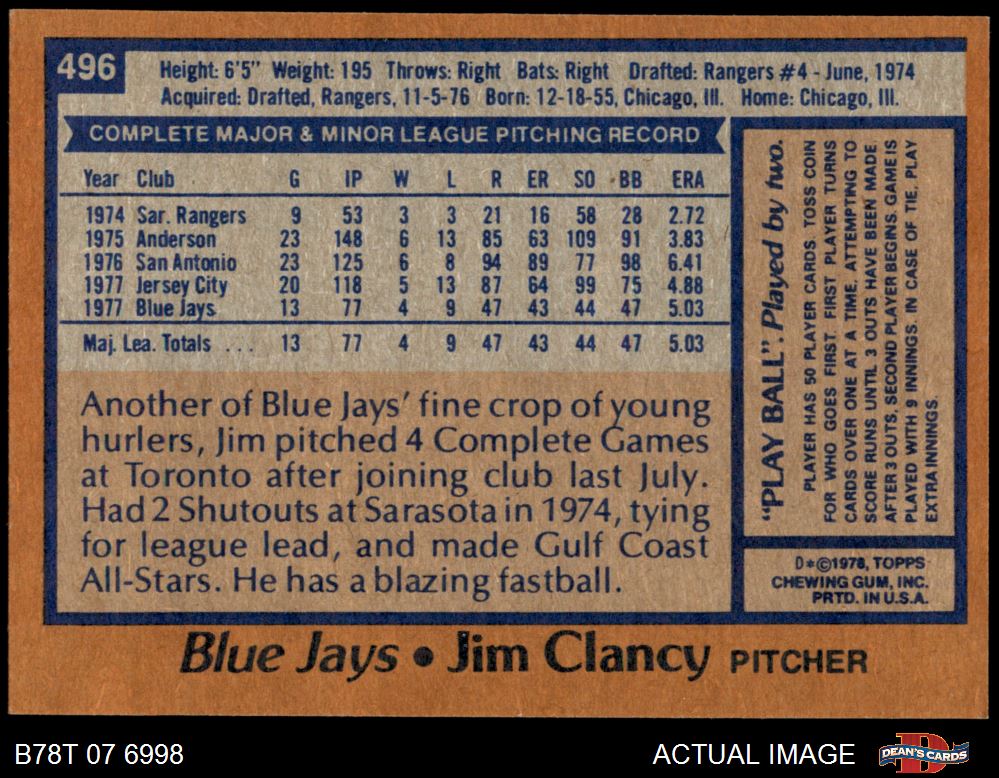 496
Height: 6'5" Weight: 195 Throws: Right Bats: Right Drafted: Rangers #4 - June, 1974
Acquired: Drafted, Rangers, 11-5-76 Born: 12-18-55, Chicago, Ill. Home: Chicago, Ill.
COMPLETE MAJOR & MINOR LEAGUE PITCHING RECORD
Year Club G IP W L R ER SO BB ERA
1974 Sar. Rangers 9 53 3 3 21 16 58 28 2.72
1975 Anderson 23 148 6 13 85 63 109 91 3.83
1976 San Antonio 23 125 6 8 94 89 77 98 6.41
1977 Jersey City 20 118 5 13 87 64 99 75 4.88
1977 Blue Jays 13 77 4 9 47 43 44 47 5.03
Maj. Lea. Totals ... 13 77 4 9 47 43 44 47 5.03
Another of Blue Jays' fine crop of young
hurlers, Jim pitched 4 Complete Games
at Toronto after joining club last July.
Had 2 Shutouts at Sarasota in 1974, tying
for league lead, and made Gulf Coast
All-Stars. He has a blazing fastball.
"PLAY BALL". Played by two.
PLAYER HAS 50 PLAYER CARDS. TOSS COIN
FOR WHO GOES FIRST. FIRST PLAYER TURNS
CARDS OVER ONE AT A TIME, ATTEMPTING TO
SCORE RUNS UNTIL 3 OUTS HAVE BEEN MADE
AFTER 3 OUTS, SECOND PLAYER BEGINS. GAME IS
PLAYED WITH 9 INNINGS. IN CASE OF TIE, PLAY
EXTRA INNINGS.
D*©1978, TOPPS
CHEWING GUM, INC.
PRTD. IN U.S.A.
Blue Jays • Jim Clancy PITCHER
B78T 07 6998
ACTUAL IMAGE
DEAN'S CARDS